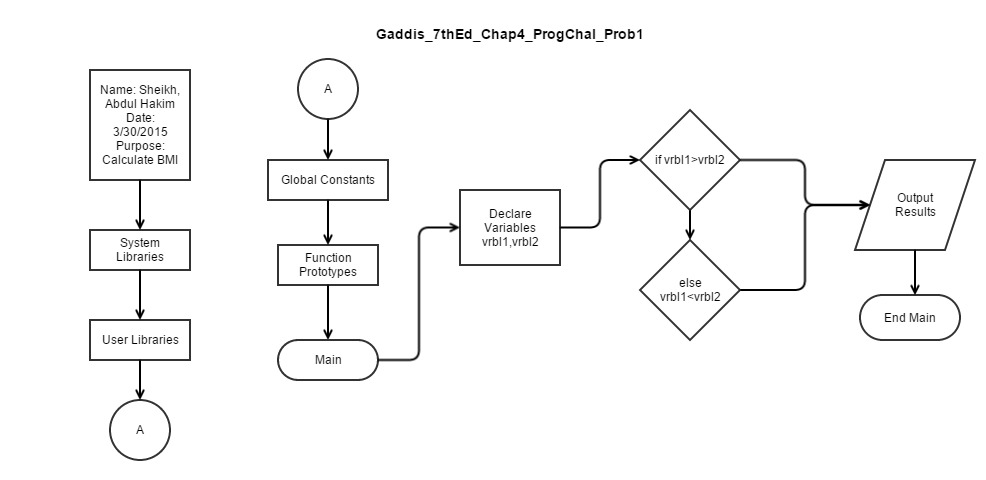 Gaddis_7thEd_Chap4_ProgChal_Prob1
Name: Sheikh,
Abdul Hakim
Date:
3/30/2015
Purpose:
Calculate BMI
System
Libraries
User Libraries
A
A
Global Constants
Function
Prototypes
Main
Declare
Variables
vrbl1,vrbl2
if vrbl1>vrbl2
else
vrbl1<vrbl2
Output
Results
End Main